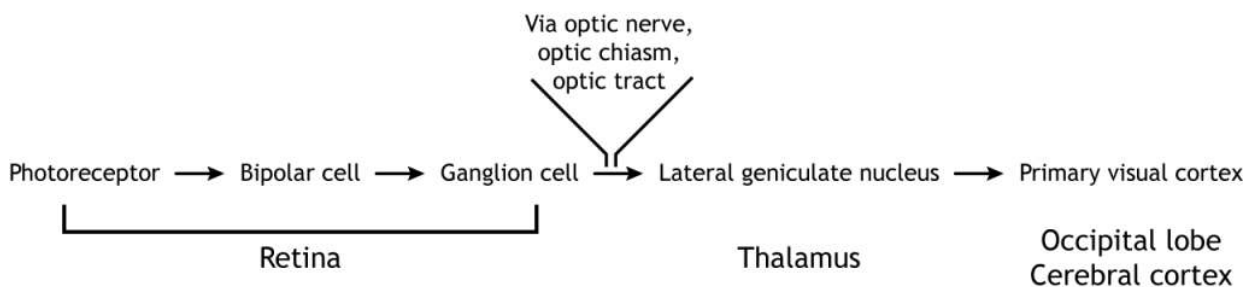 Via optic nerve,
optic chiasm,
optic tract
Photoreceptor Bipolar cell Ganglion cell Lateral geniculate nucleus Primary visual cortex
Retina Thalamus Occipital lobe
Cerebral cortex